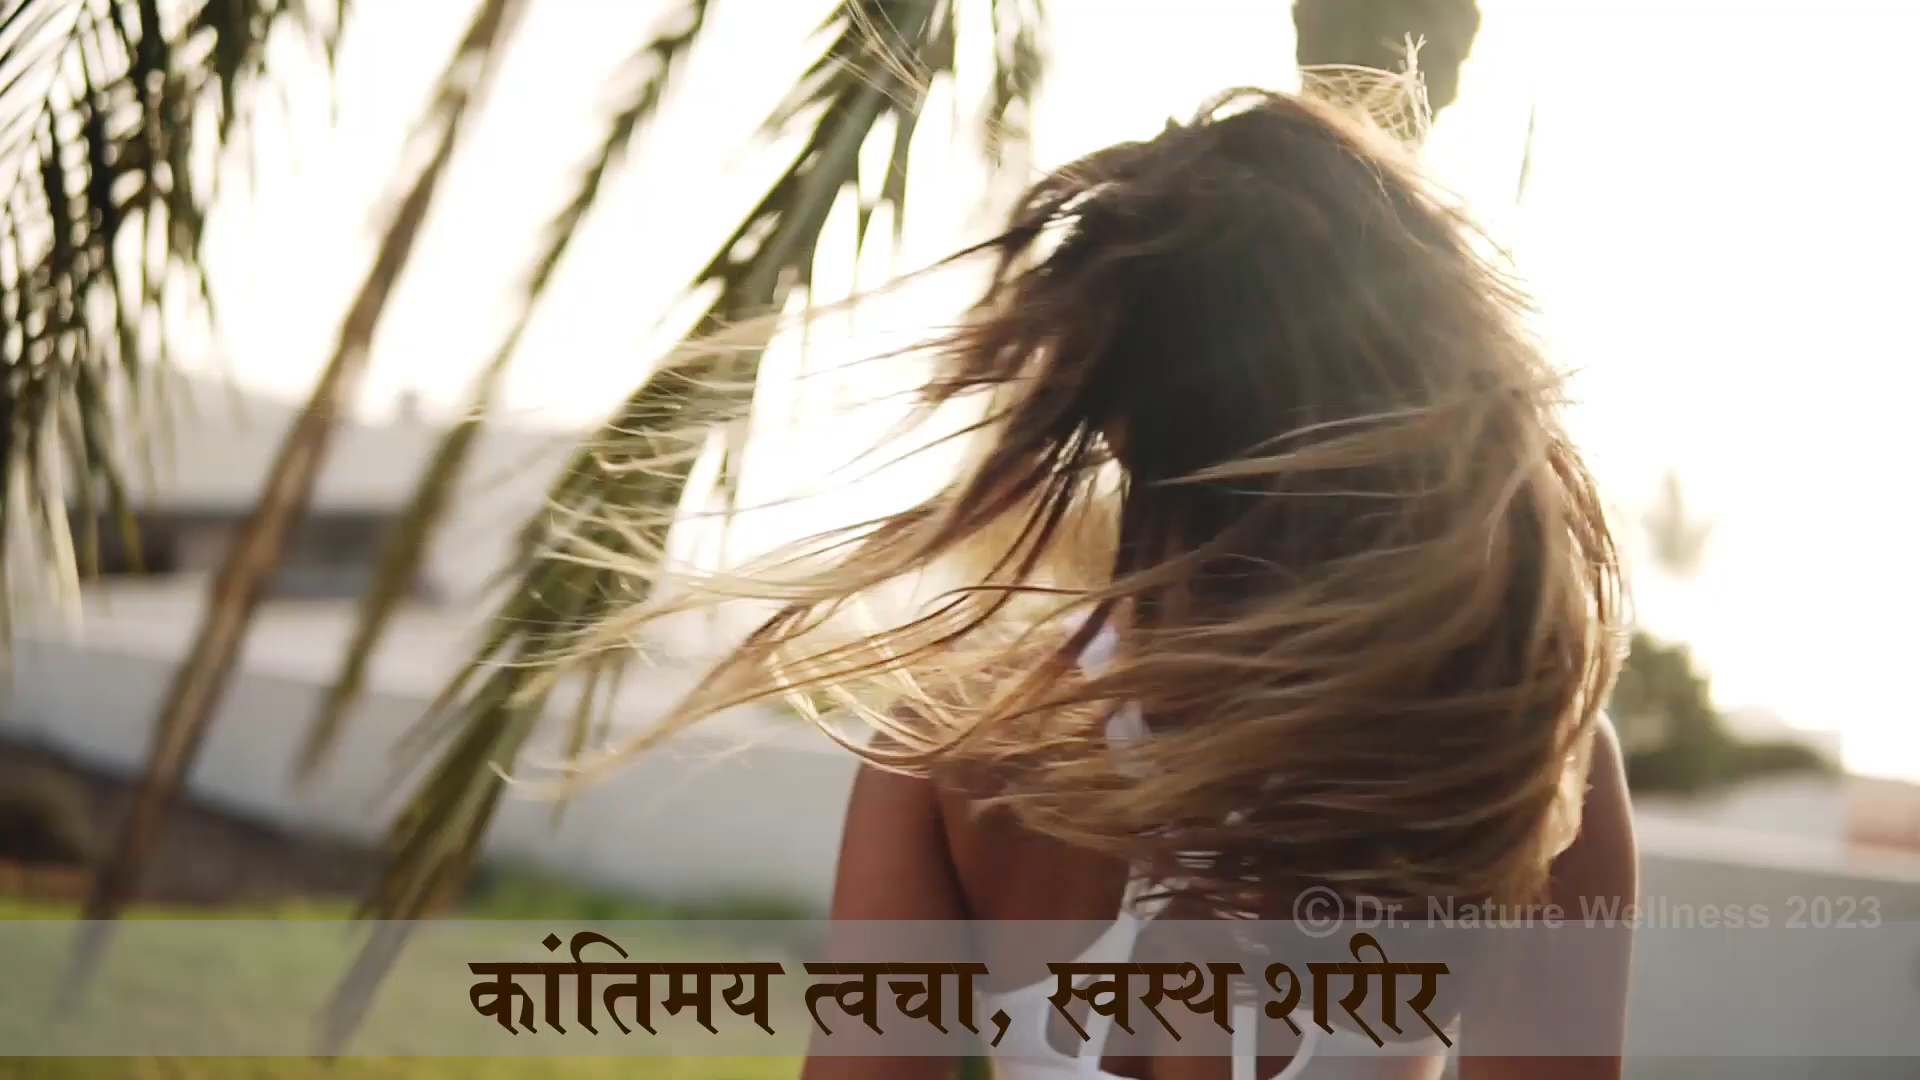 © Dr. Nature Wellness 2023
कांतिमय त्वचा, स्वस्थ शरीर